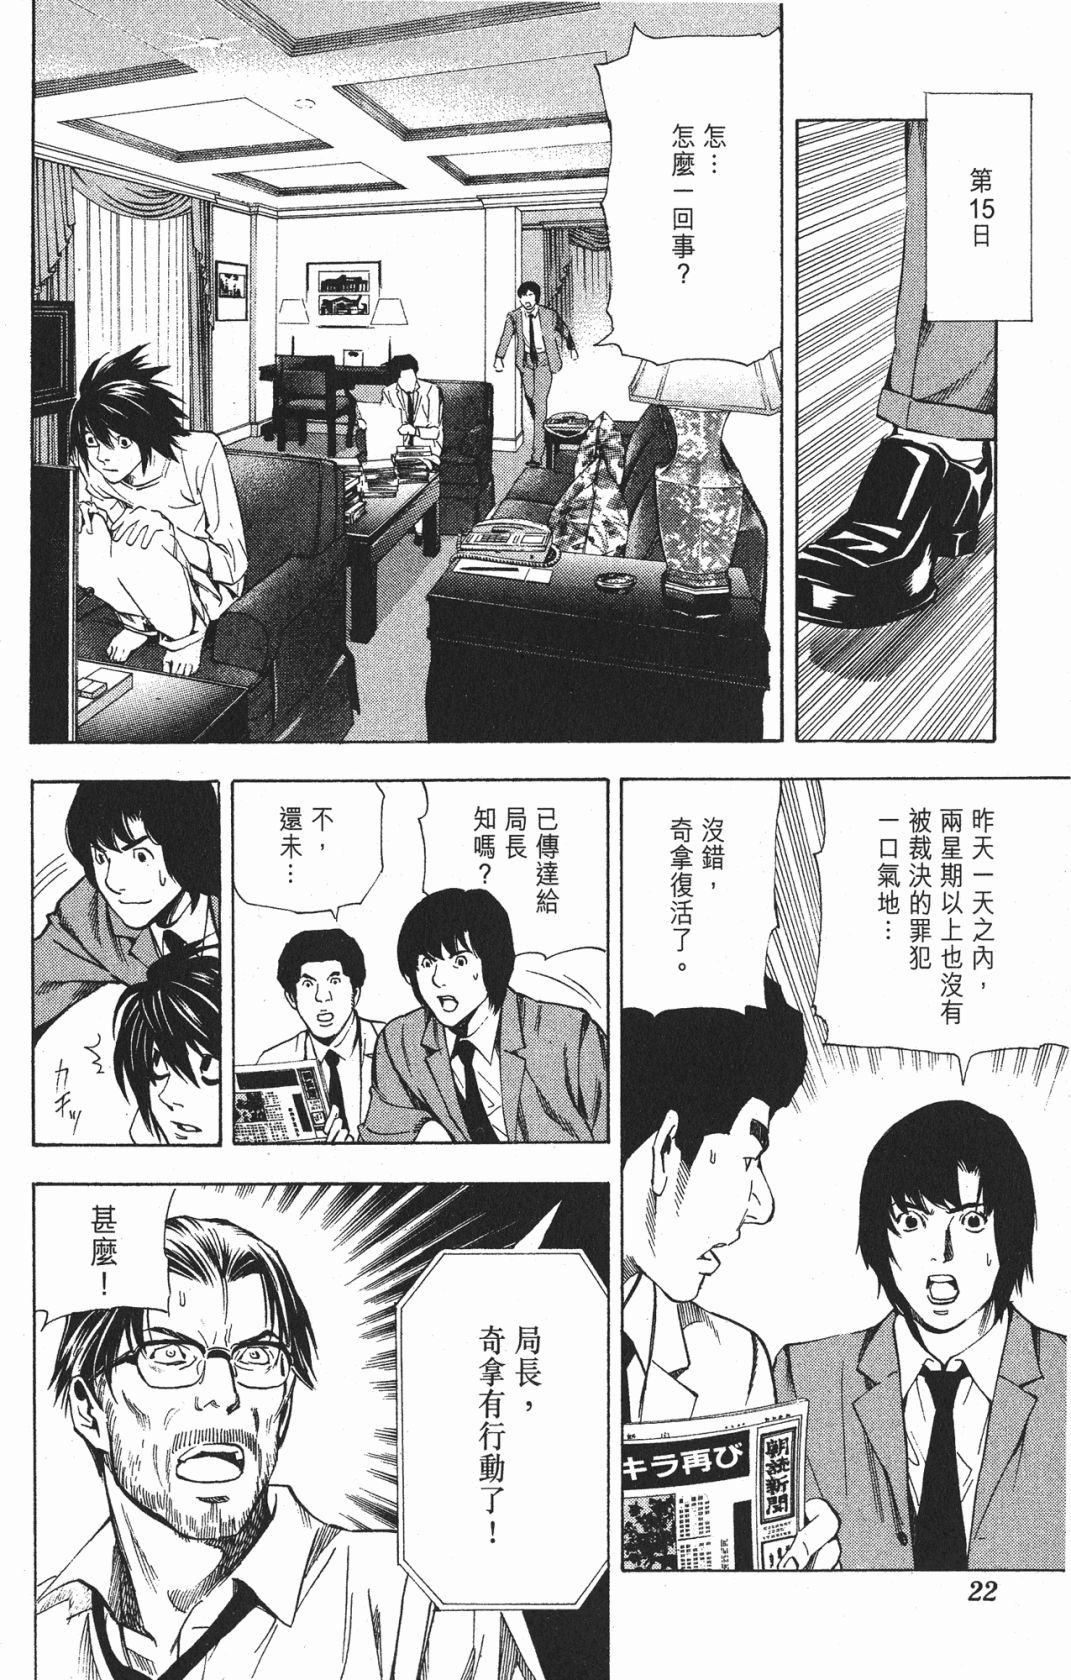 第15日
怎…
怎麼一回事？
昨天一天之內，
兩星期以上也沒有
被裁決的罪犯
一口氣地…
沒錯，
奇拿復活了。
キラ再び
朝読新聞
已傳達給
局長
知嗎？
不，
還未…
カチッ
局長，
奇拿有行動了！
甚麼！
22